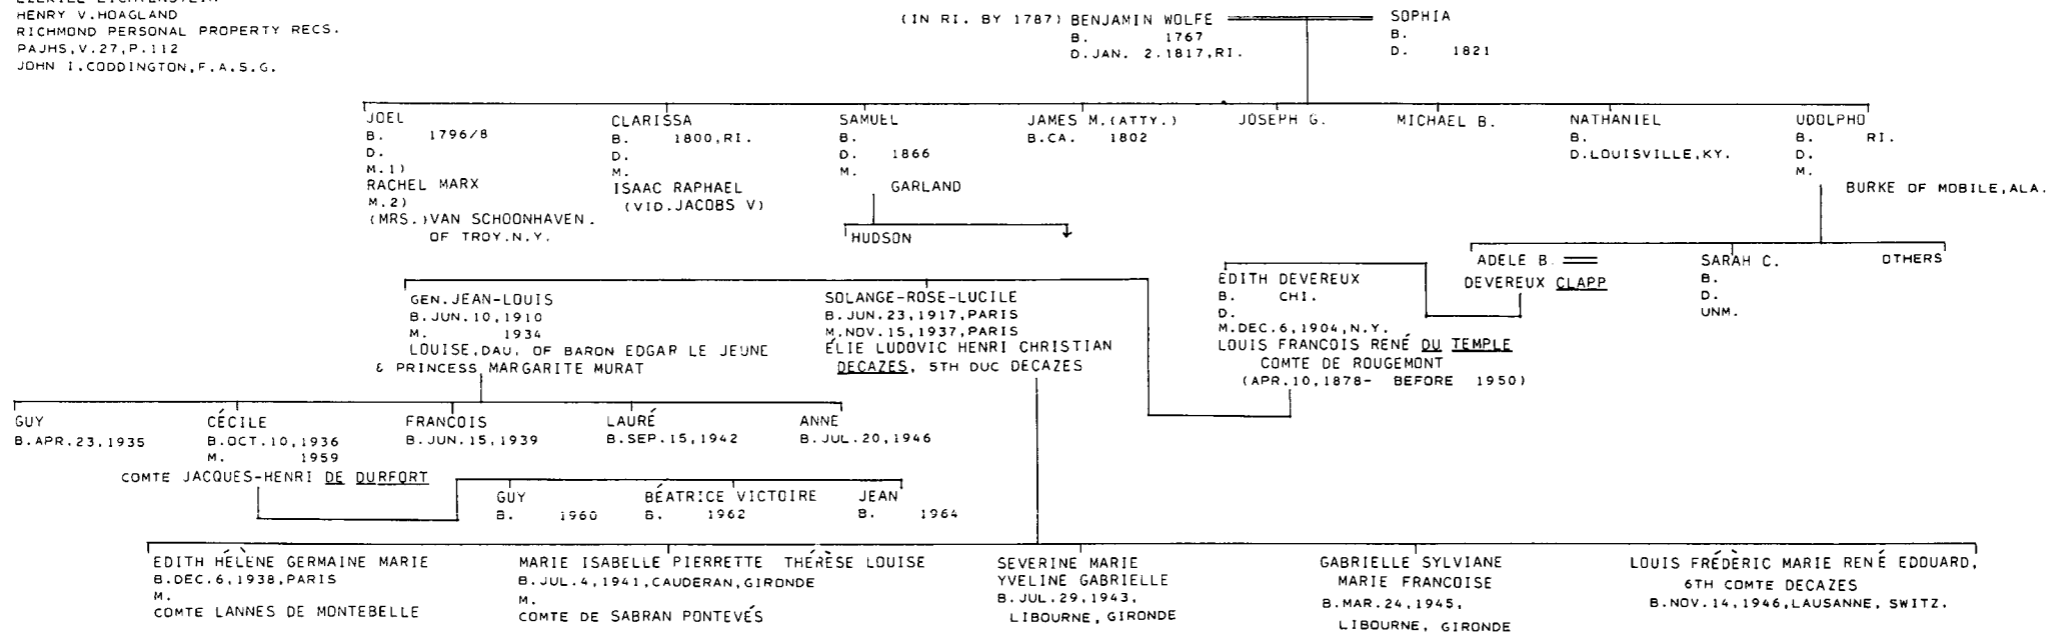 HENRY V.HOAGLAND
RICHMOND PERSONAL PROPERTY RECS.
PAJHS,V.27,P.112
JOHN I.CODDINGTON,F.A.S.G.
(IN RI. BY 1787) BENJAMIN WOLFE
B. 1767
D.JAN. 2.1817,RI.
SOPHIA
B.
D. 1821
JOEL
B. 1796/8
D.
M.1)
RACHEL MARX
M.2)
(MRS.)VAN SCHOONHAVEN.
OF TROY.N.Y.
CLARISSA
B. 1800,RI.
D.
M.
ISAAC RAPHAEL
(VID.JACOBS V)
SAMUEL
B.
D. 1866
M.
GARLAND
HUDSON
JAMES M.(ATTY.)
B.CA. 1802
JOSEPH G.
MICHAEL B.
NATHANIEL
B.
D.LOUISVILLE,KY.
UDOLPHO
B. RI.
D.
M.
BURKE OF MOBILE,ALA.
ADELE B.
DEVEREUX CLAPP
SARAH C.
B.
D.
UNM.
OTHERS
EDITH DEVEREUX
B. CHI.
D.
M.DEC.6,1904,N.Y.
LOUIS FRANCOIS RENÉ DU TEMPLE
COMTE DE ROUGEMONT
(APR.10,1878- BEFORE 1950)
GEN.JEAN-LOUIS
B.JUN.10,1910
M. 1934
LOUISE,DAU. OF BARON EDGAR LE JEUNE
& PRINCESS MARGARITE MURAT
SOLANGE-ROSE-LUCILE
B.JUN.23,1917,PARIS
M.NOV.15,1937,PARIS
ÉLIE LUDOVIC HENRI CHRISTIAN
DECAZES, 5TH DUC DECAZES
GUY
B.APR.23,1935
CÉCILE
B.OCT.10,1936
M. 1959
COMTE JACQUES-HENRI DE DURFORT
FRANCOIS
B.JUN.15,1939
LAURÉ
B.SEP.15,1942
ANNE
B.JUL.20,1946
GUY
B. 1960
BÉATRICE VICTOIRE
B. 1962
JEAN
B. 1964
EDITH HÉLÈNE GERMAINE MARIE
B.DEC.6,1938,PARIS
M.
COMTE LANNES DE MONTEBELLE
MARIE ISABELLE PIERRETTE THÉRÈSE LOUISE
B.JUL.4,1941,CAUDERAN,GIRONDE
M.
COMTE DE SABRAN PONTEVÉS
SEVERINE MARIE
YVELINE GABRIELLE
B.JUL.29,1943,
LIBOURNE, GIRONDE
GABRIELLE SYLVIANE
MARIE FRANCOISE
B.MAR.24,1945,
LIBOURNE, GIRONDE
LOUIS FRÉDÈRIC MARIE RENÉ EDOUARD,
6TH COMTE DECAZES
B.NOV.14,1946,LAUSANNE, SWITZ.